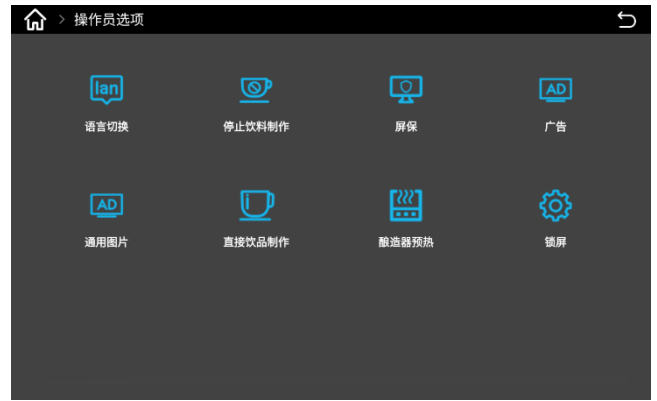 > 操作员选项
lan
语言切换
停止饮料制作
屏保
AD
广告
AD
通用图片
直接饮品制作
酿造器预热
锁屏